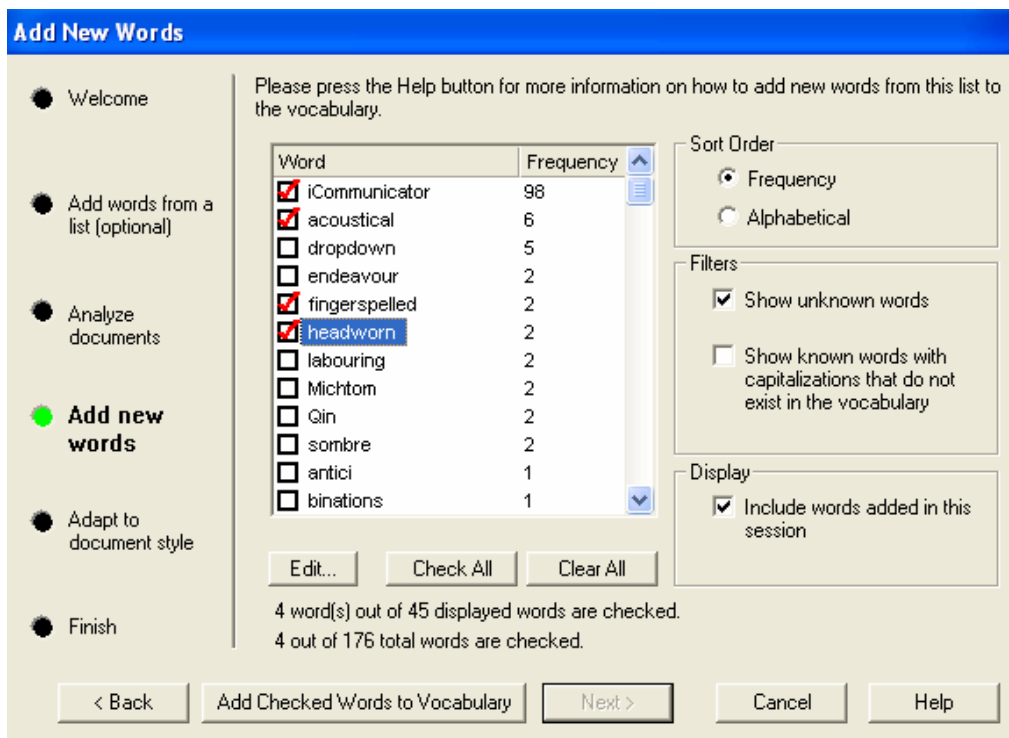 Add New Words
Welcome
Add words from a
list (optional)
Analyze
documents
Add new
words
Adapt to
document style
Finish
Please press the Help button for more information on how to add new words from this list to
the vocabulary.
Word Frequency
iCommunicator 98
acoustical 6
dropdown 5
endeavour 2
fingerspelled 2
headworn 2
labouring 2
Michtom 2
Qin 2
sombre 2
antici 1
binations 1
Sort Order
Frequency
Alphabetical
Filters
Show unknown words
Show known words with
capitalizations that do not
exist in the vocabulary
Display
Include words added in this
session
Edit... Check All Clear All
4 word(s) out of 45 displayed words are checked.
4 out of 176 total words are checked.
< Back Add Checked Words to Vocabulary Next > Cancel Help